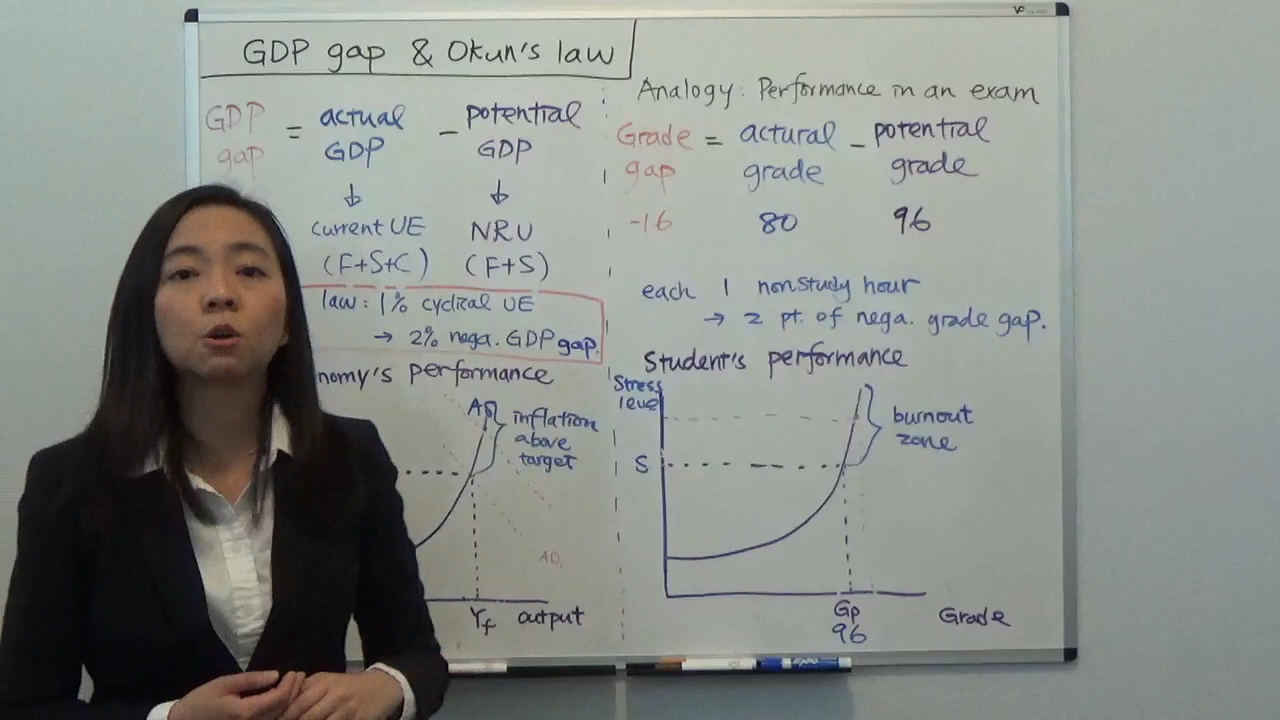 GDP gap & Okun's law
GDP gap = actual GDP - potential GDP
↓ ↓
current UE NRU
(F+S+C) (F+S)
law: 1% cyclical UE
→ 2% nega. GDP gap.
nomy's performance
inflation
above
target
AD,
Yf output
Analogy: Performance in an exam
Grade gap = actural grade - potential grade
-16 80 96
each 1 nonstudy hour
→ 2 pt. of nega. grade gap.
Student's performance
Stress
level
burnout
zone
S
Gp
96
Grade